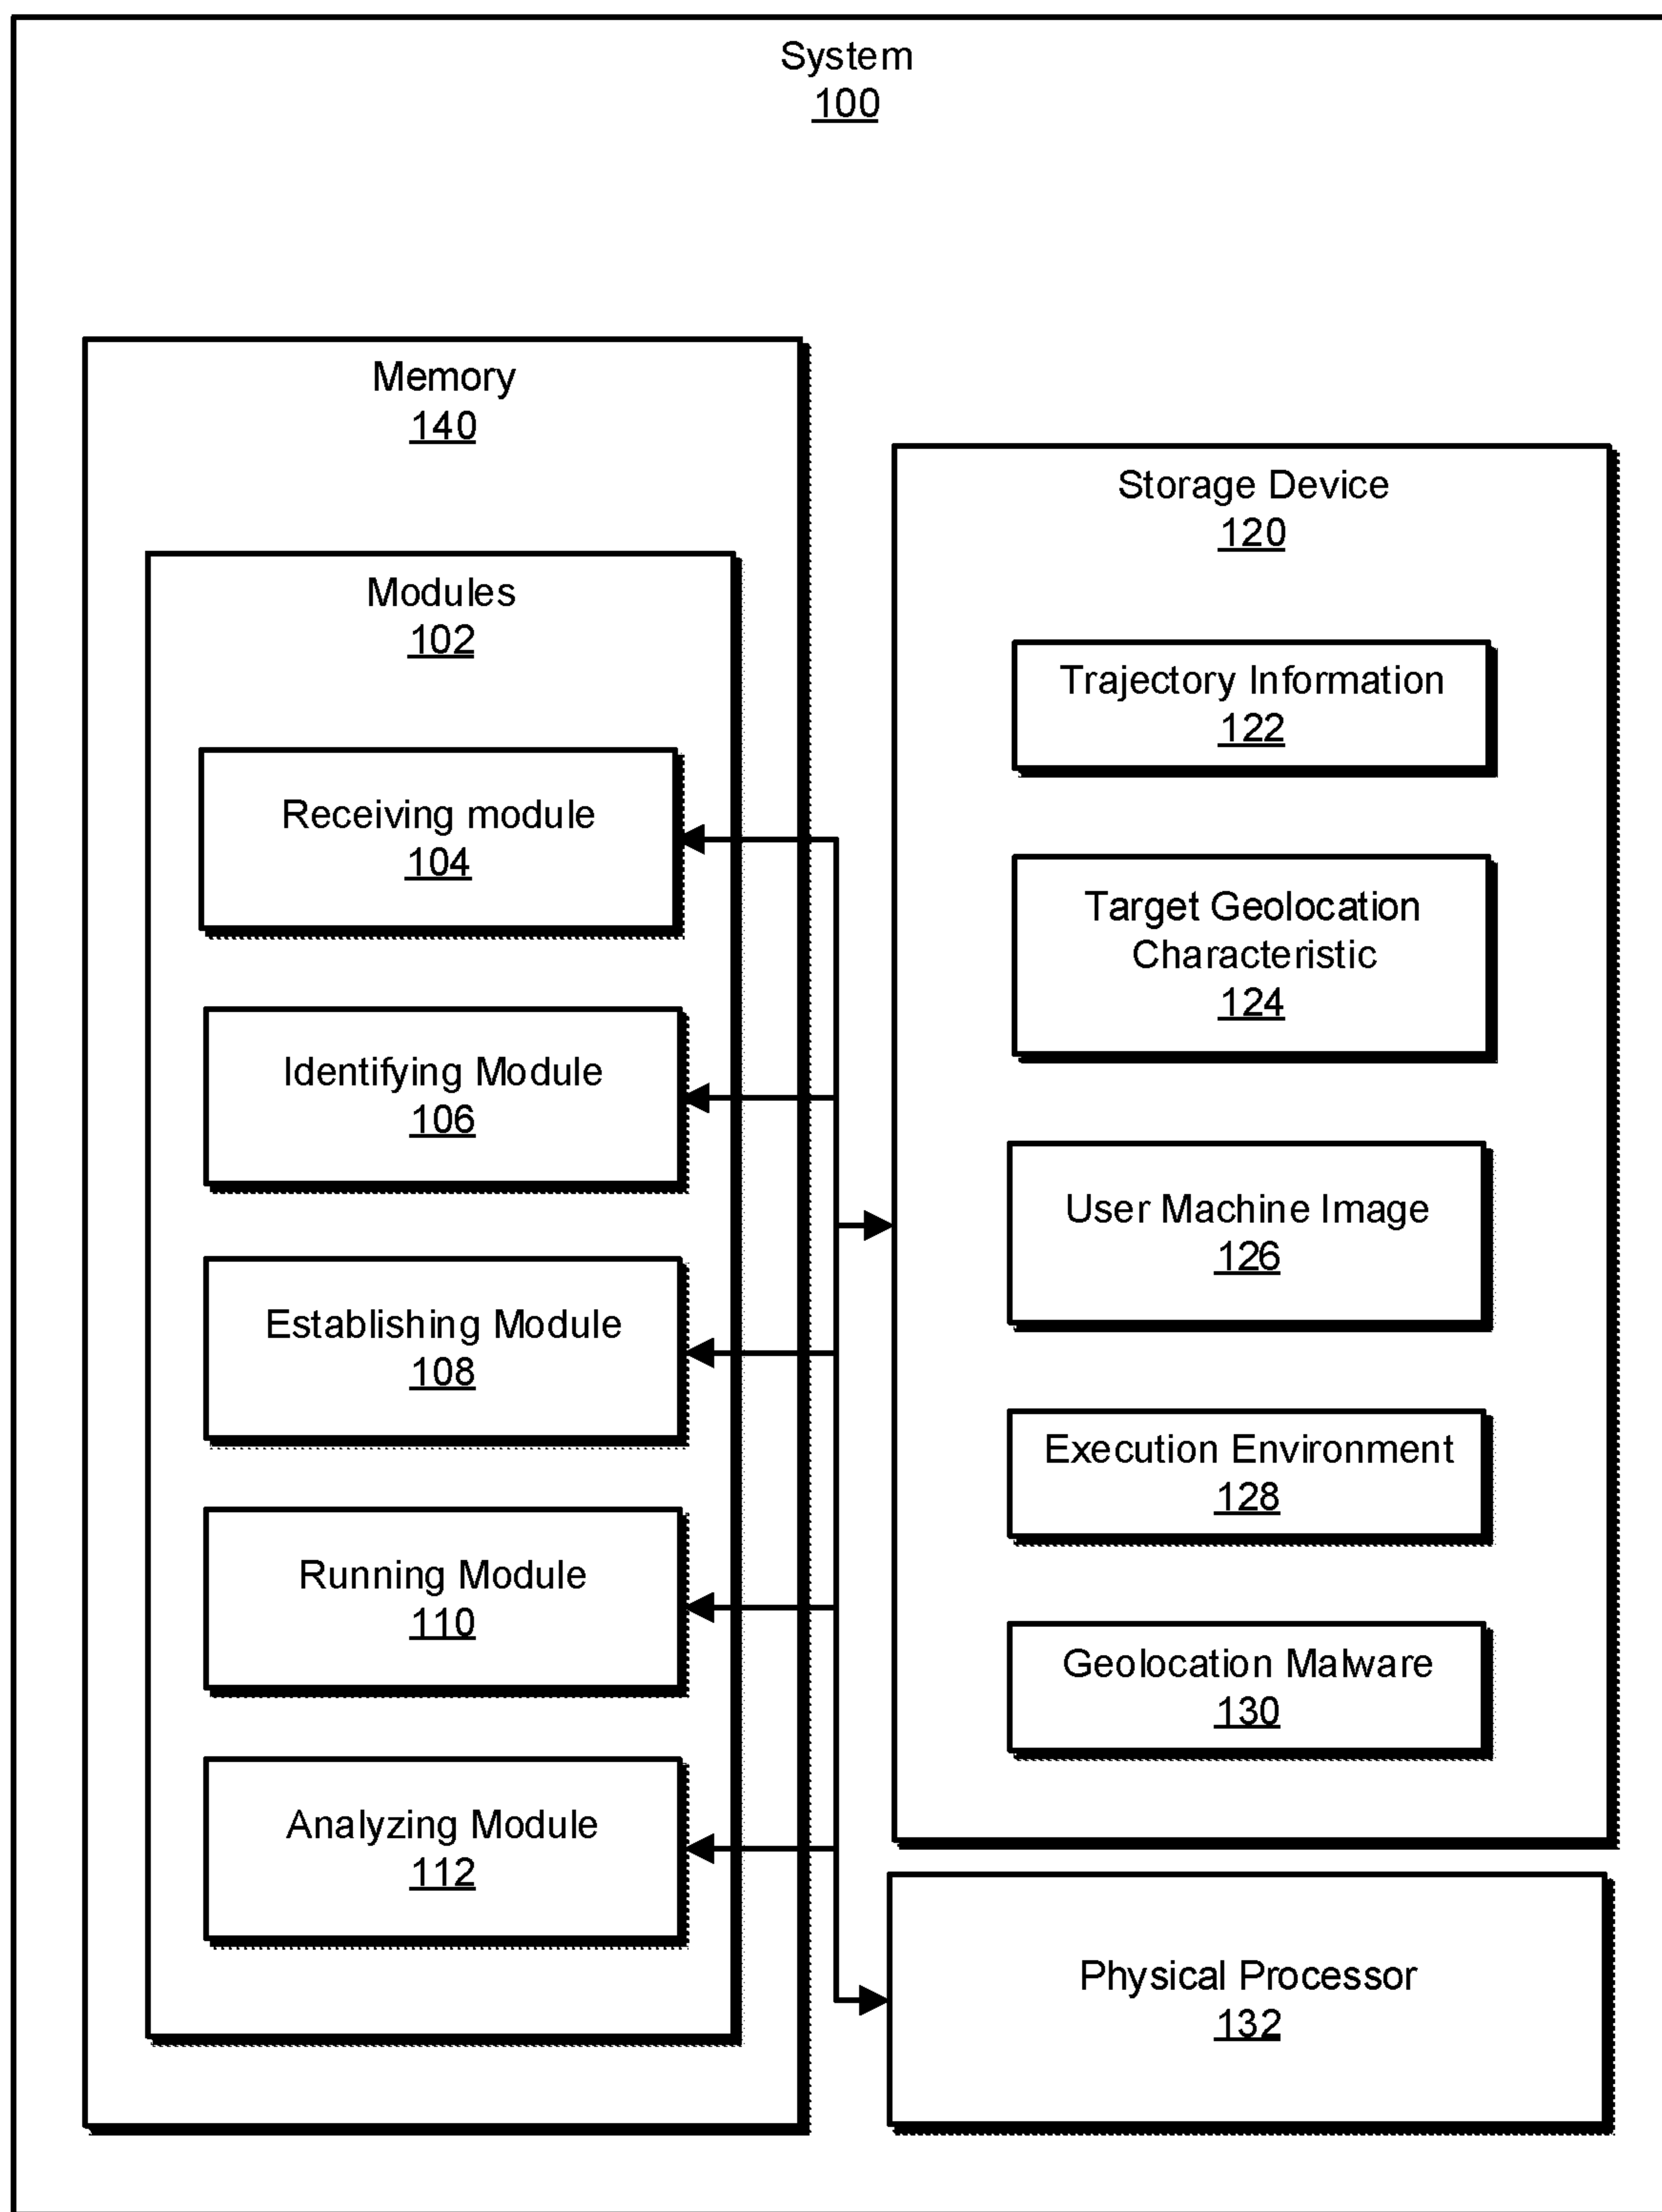 System
100
Memory
140
Modules
102
Receiving module
104
Identifying Module
106
Establishing Module
108
Running Module
110
Analyzing Module
112
Storage Device
120
Trajectory Information
122
Target Geolocation
Characteristic
124
User Machine Image
126
Execution Environment
128
Geolocation Malware
130
Physical Processor
132